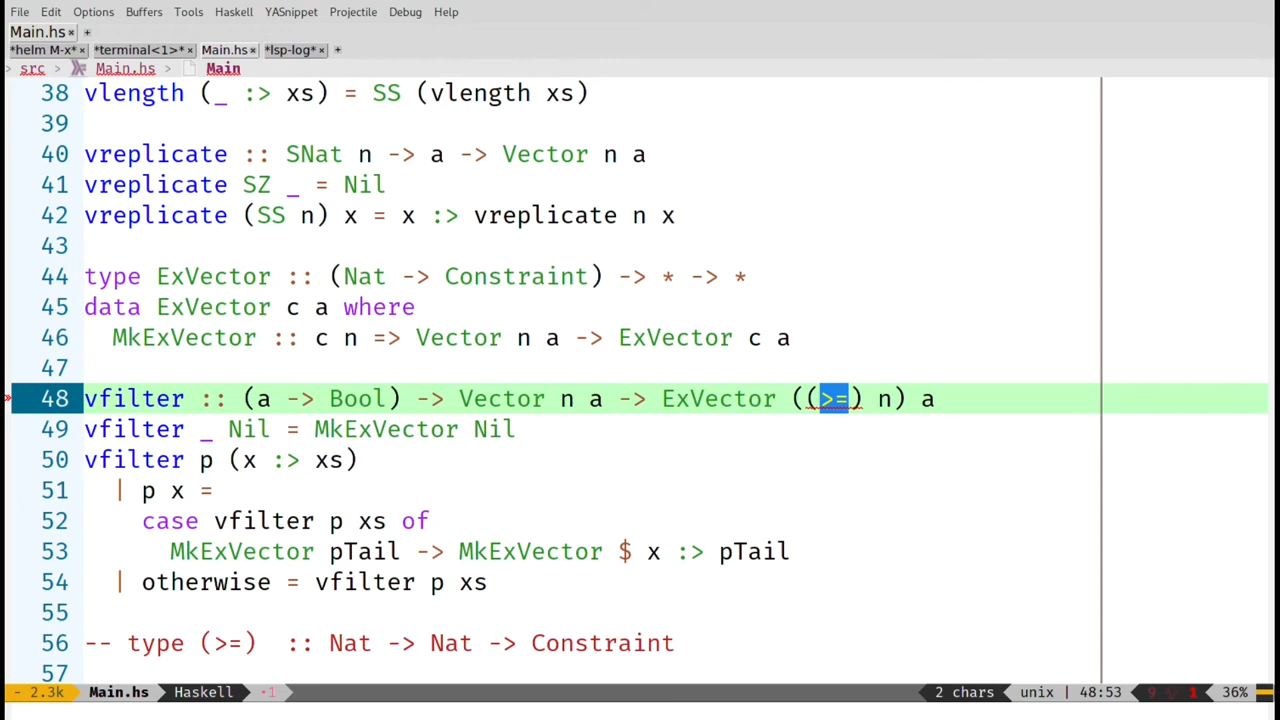 File Edit Options Buffers Tools Haskell YASnippet Projectile Debug Help
Main.hs × +
*helm M-x* × *terminal<1>* × Main.hs × *lsp-log* × +
> src > Main.hs > Main
38 vlength (_ :> xs) = SS (vlength xs)
39
40 vreplicate :: SNat n -> a -> Vector n a
41 vreplicate SZ _ = Nil
42 vreplicate (SS n) x = x :> vreplicate n x
43
44 type ExVector :: (Nat -> Constraint) -> * -> *
45 data ExVector c a where
46   MkExVector :: c n => Vector n a -> ExVector c a
47
» 48 vfilter :: (a -> Bool) -> Vector n a -> ExVector ((>=) n) a
49 vfilter _ Nil = MkExVector Nil
50 vfilter p (x :> xs)
51   | p x =
52     case vfilter p xs of
53       MkExVector pTail -> MkExVector $ x :> pTail
54   | otherwise = vfilter p xs
55
56 -- type (>=)  :: Nat -> Nat -> Constraint
57
- 2.3k Main.hs Haskell •1 2 chars unix | 48:53 9 1 36%